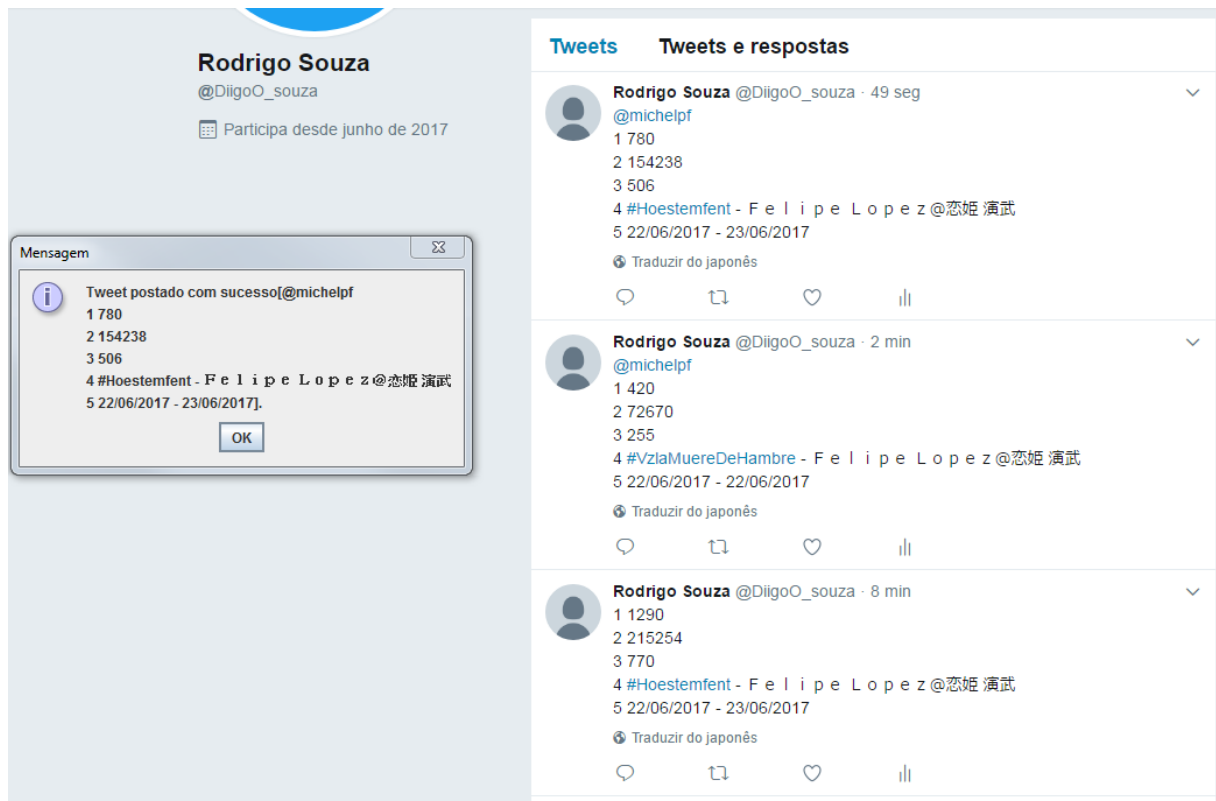 Rodrigo Souza
@DiigoO_souza
Participa desde junho de 2017
Mensagem
Tweet postado com sucesso[@michelpf
1 780
2 154238
3 506
4 #Hoestemfent - Ｆｅｌｉｐｅ Ｌｏｐｅｚ@恋姫 演武
5 22/06/2017 - 23/06/2017].
OK
Tweets Tweets e respostas
Rodrigo Souza @DiigoO_souza · 49 seg
@michelpf
1 780
2 154238
3 506
4 #Hoestemfent - Ｆｅｌｉｐｅ Ｌｏｐｅｚ@恋姫 演武
5 22/06/2017 - 23/06/2017
Traduzir do japonês
Rodrigo Souza @DiigoO_souza · 2 min
@michelpf
1 420
2 72670
3 255
4 #VzlaMuereDeHambre - Ｆｅｌｉｐｅ Ｌｏｐｅｚ@恋姫 演武
5 22/06/2017 - 22/06/2017
Traduzir do japonês
Rodrigo Souza @DiigoO_souza · 8 min
1 1290
2 215254
3 770
4 #Hoestemfent - Ｆｅｌｉｐｅ Ｌｏｐｅｚ@恋姫 演武
5 22/06/2017 - 23/06/2017
Traduzir do japonês